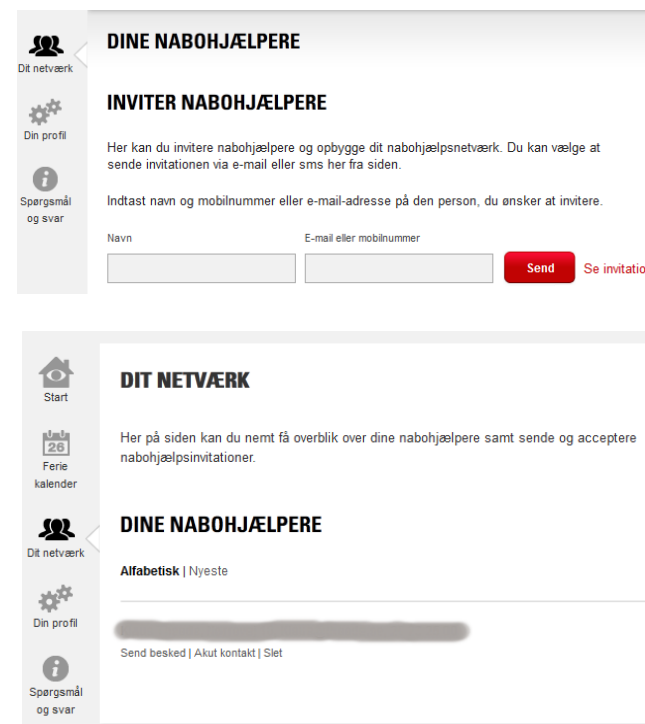 DINE NABOHJÆLPERE
Dit netværk
INVITER NABOHJÆLPERE
Din profil
Her kan du invitere nabohjælpere og opbygge dit nabohjælpsnetværk. Du kan vælge at
sende invitationen via e-mail eller sms her fra siden.
Spørgsmål
og svar
Indtast navn og mobilnummer eller e-mail-adresse på den person, du ønsker at invitere.
Navn
E-mail eller mobilnummer
Send
Se invitatio
Start
DIT NETVÆRK
26
Ferie
kalender
Her på siden kan du nemt få overblik over dine nabohjælpere samt sende og acceptere
nabohjælpsinvitationer.
Dit netværk
DINE NABOHJÆLPERE
Alfabetisk | Nyeste
Din profil
Send besked | Akut kontakt | Slet
Spørgsmål
og svar